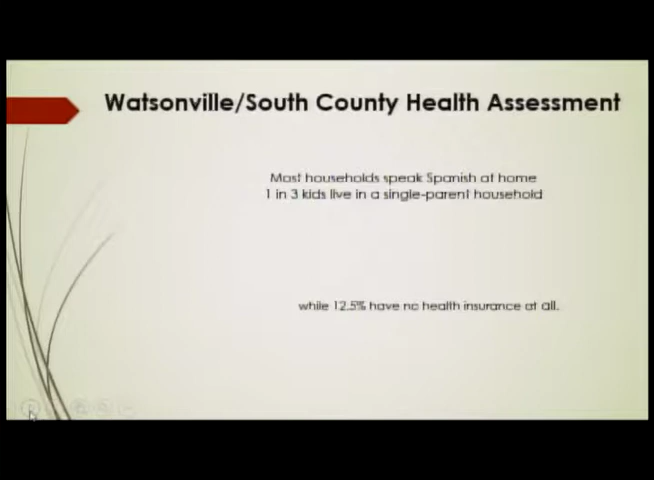 Watsonville/South County Health Assessment
Most households speak Spanish at home
1 in 3 kids live in a single-parent household
while 12.5% have no health insurance at all.